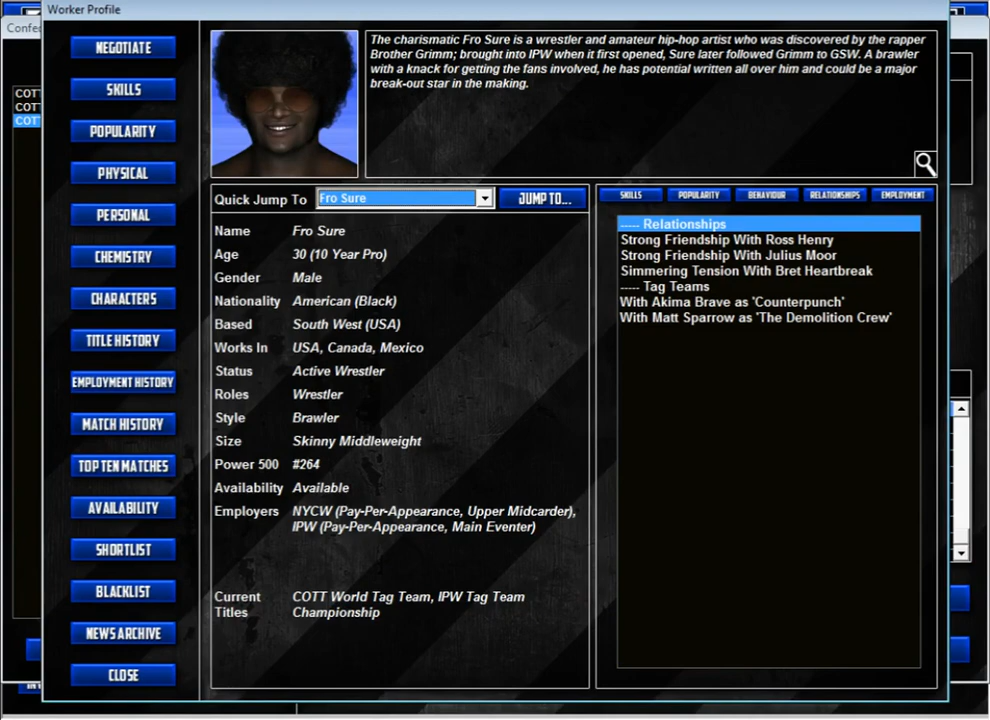 Worker Profile
Confe
COT
COT
COT
NEGOTIATE
SKILLS
POPULARITY
PHYSICAL
PERSONAL
CHEMISTRY
CHARACTERS
TITLE HISTORY
EMPLOYMENT HISTORY
MATCH HISTORY
TOP TEN MATCHES
AVAILABILITY
SHORTLIST
BLACKLIST
NEWS ARCHIVE
CLOSE
The charismatic Fro Sure is a wrestler and amateur hip-hop artist who was discovered by the rapper
Brother Grimm; brought into IPW when it first opened, Sure later followed Grimm to GSW. A brawler
with a knack for getting the fans involved, he has potential written all over him and could be a major
break-out star in the making.
Quick Jump To Fro Sure JUMP TO...
Name Fro Sure
Age 30 (10 Year Pro)
Gender Male
Nationality American (Black)
Based South West (USA)
Works In USA, Canada, Mexico
Status Active Wrestler
Roles Wrestler
Style Brawler
Size Skinny Middleweight
Power 500 #264
Availability Available
Employers NYCW (Pay-Per-Appearance, Upper Midcarder),
IPW (Pay-Per-Appearance, Main Eventer)
Current COTT World Tag Team, IPW Tag Team
Titles Championship
SKILLS POPULARITY BEHAVIOUR RELATIONSHIPS EMPLOYMENT
---- Relationships
Strong Friendship With Ross Henry
Strong Friendship With Julius Moor
Simmering Tension With Bret Heartbreak
---- Tag Teams
With Akima Brave as 'Counterpunch'
With Matt Sparrow as 'The Demolition Crew'